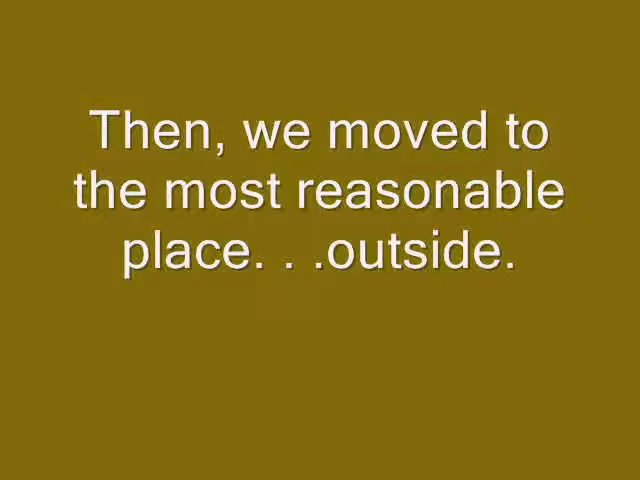 Then, we moved to
the most reasonable
place. . .outside.